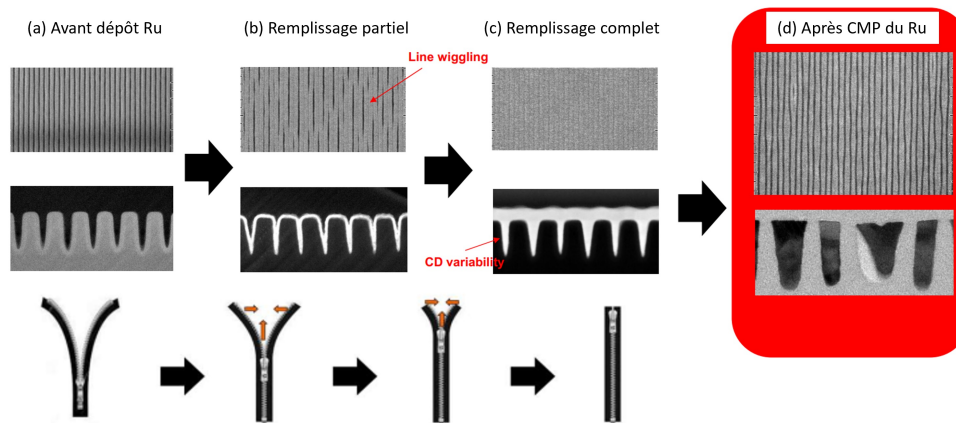 (a) Avant dépôt Ru
(b) Remplissage partiel
(c) Remplissage complet
(d) Après CMP du Ru
Line wiggling
CD variability